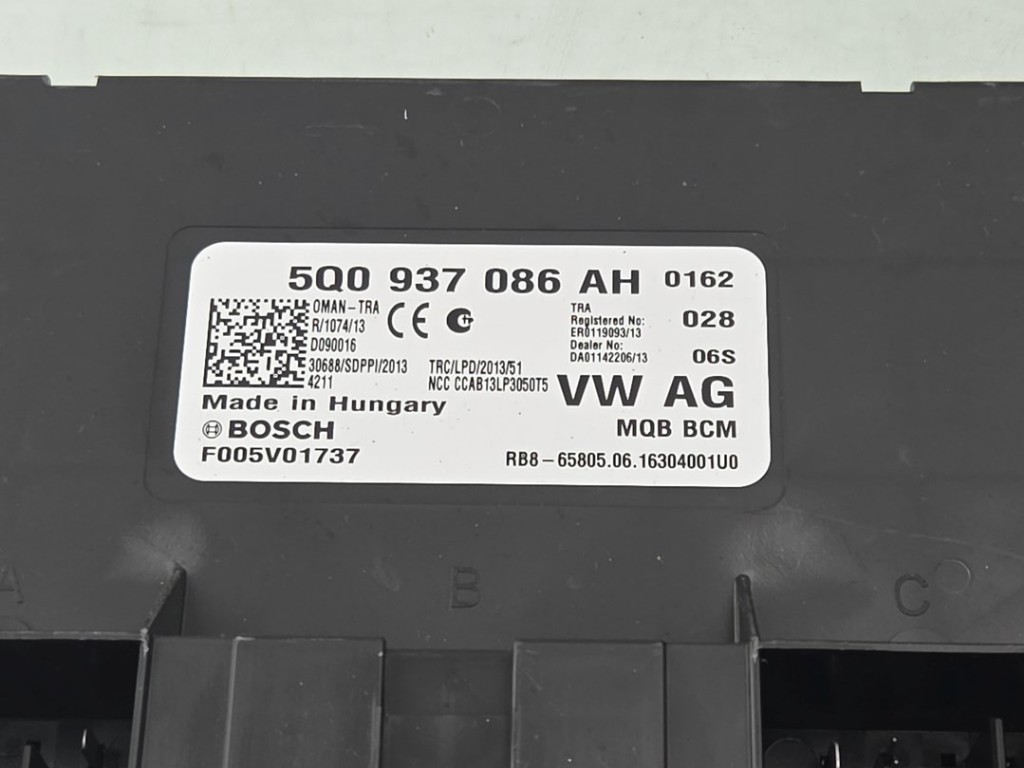 5Q0 937 086 AH 0162
OMAN-TRA
R/1074/13
D090016
30688/SDPPI/2013
4211
CE
TRC/LPD/2013/51
NCC CCAB13LP3050T5
TRA
Registered No:
ER0119093/13
Dealer No:
DA01142206/13
028
06S
VW AG
MQB BCM
Made in Hungary
BOSCH
F005V01737
RB8-65805.06.16304001U0
A
B
C